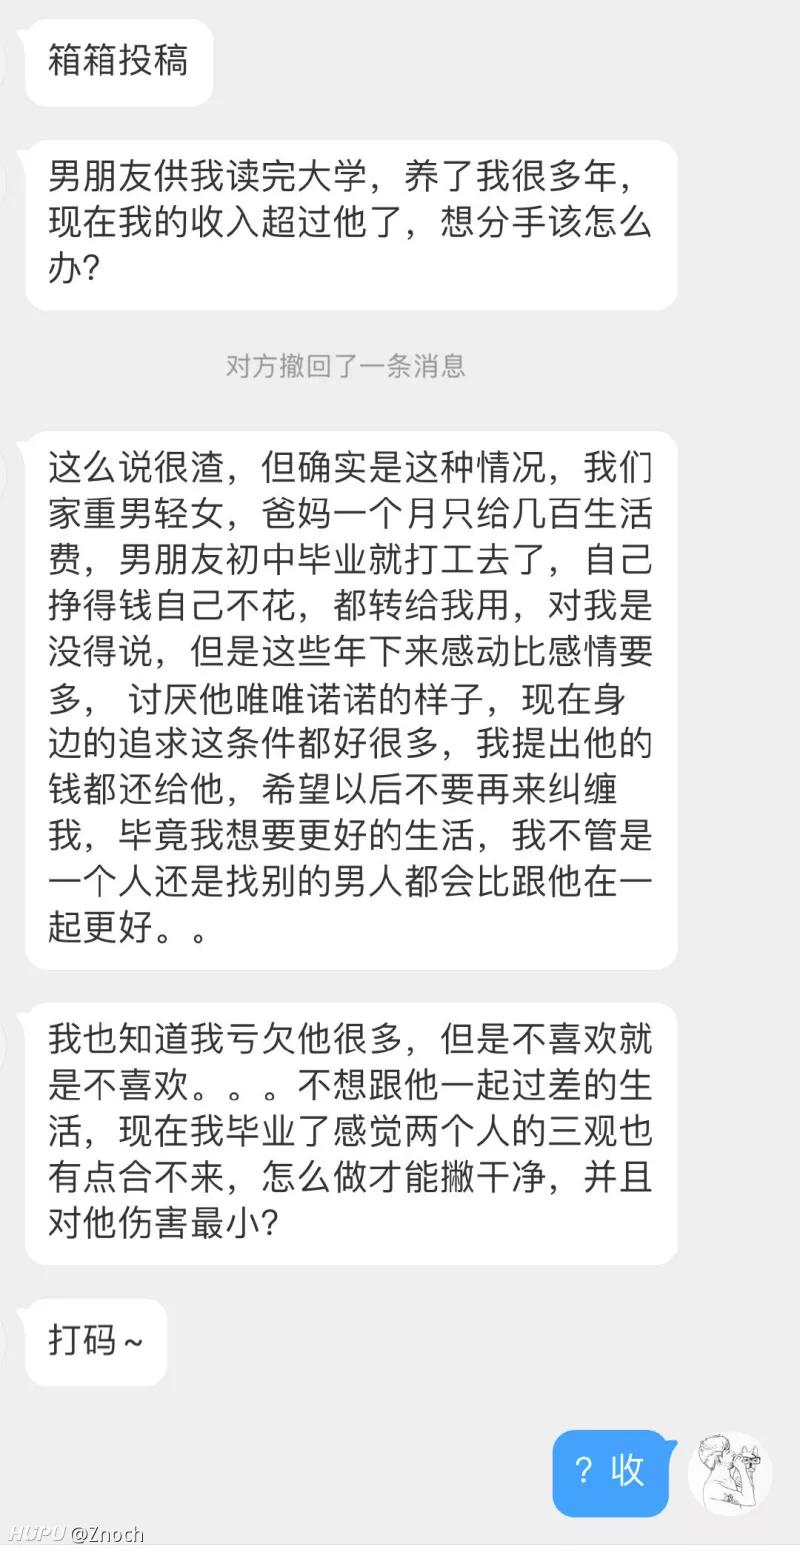 箱箱投稿
男朋友供我读完大学，养了我很多年，
现在我的收入超过他了，想分手该怎么
办？
对方撤回了一条消息
这么说很渣，但确实是这种情况，我们
家重男轻女，爸妈一个月只给几百生活
费，男朋友初中毕业就打工去了，自己
挣得钱自己不花，都转给我用，对我是
没得说，但是这些年下来感动比感情要
多， 讨厌他唯唯诺诺的样子，现在身
边的追求这条件都好很多，我提出他的
钱都还给他，希望以后不要再来纠缠
我，毕竟我想要更好的生活，我不管是
一个人还是找别的男人都会比跟他在一
起更好。。
我也知道我亏欠他很多，但是不喜欢就
是不喜欢。。。不想跟他一起过差的生
活，现在我毕业了感觉两个人的三观也
有点合不来，怎么做才能撇干净，并且
对他伤害最小？
打码～
？收
HUPU @Znoch